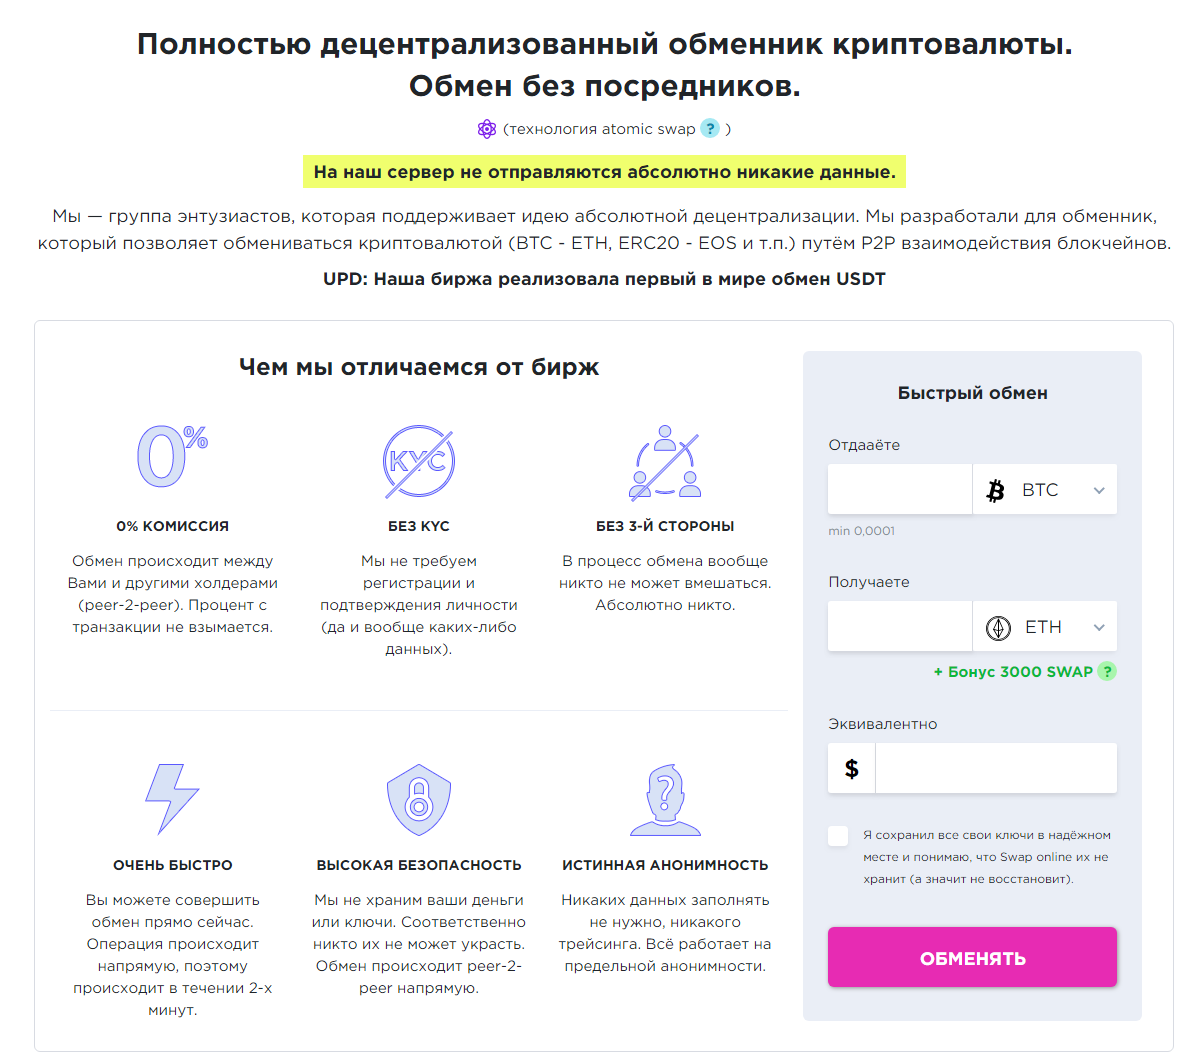 Полностью децентрализованный обменник криптовалюты.
Обмен без посредников.
(технология atomic swap ? )
На наш сервер не отправляются абсолютно никакие данные.
Мы — группа энтузиастов, которая поддерживает идею абсолютной децентрализации. Мы разработали для обменник,
который позволяет обмениваться криптовалютой (BTC - ETH, ERC20 - EOS и т.п.) путём P2P взаимодействия блокчейнов.
UPD: Наша биржа реализовала первый в мире обмен USDT
Чем мы отличаемся от бирж
0%
KYC
0% КОМИССИЯ
БЕЗ KYC
БЕЗ 3-Й СТОРОНЫ
Обмен происходит между
Вами и другими холдерами
(peer-2-peer). Процент с
транзакции не взымается.
Мы не требуем
регистрации и
подтверждения личности
(да и вообще каких-либо
данных).
В процесс обмена вообще
никто не может вмешаться.
Абсолютно никто.
?
ОЧЕНЬ БЫСТРО
ВЫСОКАЯ БЕЗОПАСНОСТЬ
ИСТИННАЯ АНОНИМНОСТЬ
Вы можете совершить
обмен прямо сейчас.
Операция происходит
напрямую, поэтому
происходит в течении 2-х
минут.
Мы не храним ваши деньги
или ключи. Соответственно
никто их не может украсть.
Обмен происходит peer-2-
peer напрямую.
Никаких данных заполнять
не нужно, никакого
трейсинга. Всё работает на
предельной анонимности.
Быстрый обмен
Отдааёте
BTC
min 0,0001
Получаете
ETH
+ Бонус 3000 SWAP ?
Эквивалентно
$
Я сохранил все свои ключи в надёжном
месте и понимаю, что Swap online их не
хранит (а значит не восстановит).
ОБМЕНЯТЬ